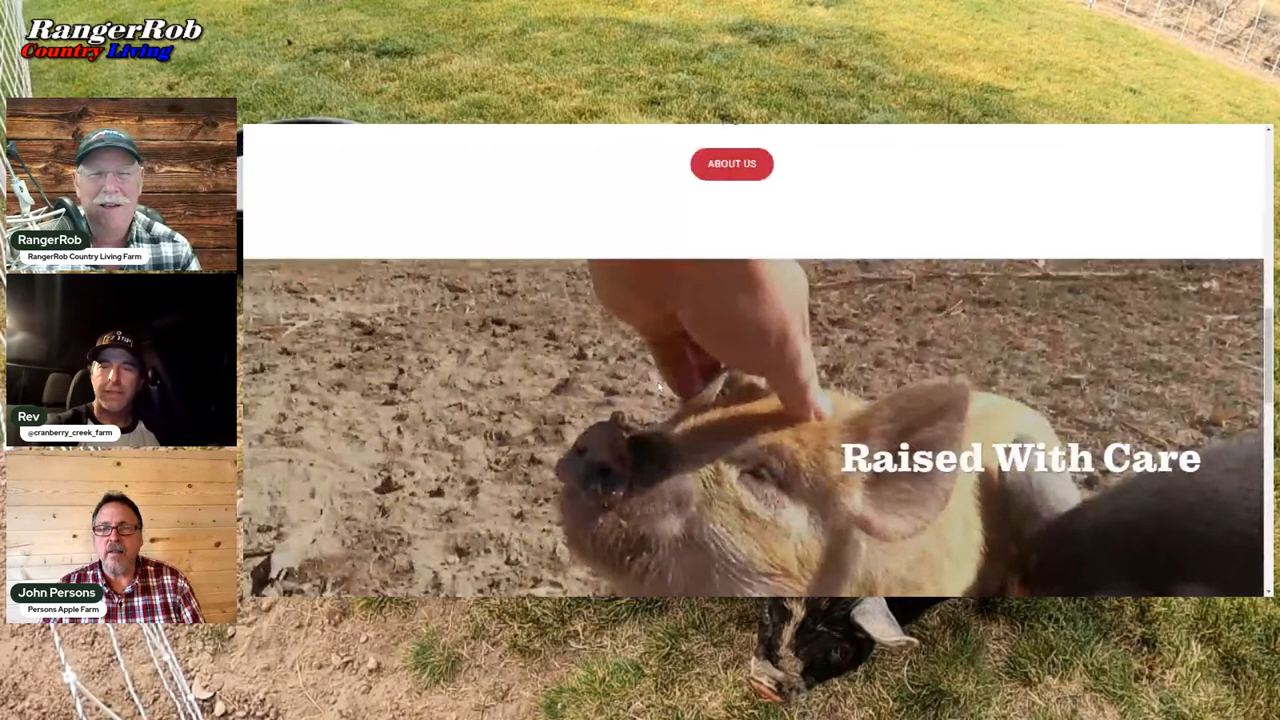 RangerRob
Country Living
RangerRob
RangerRob Country Living Farm
Rev
@cranberry_creek_farm
John Persons
Persons Apple Farm
ABOUT US
Raised With Care